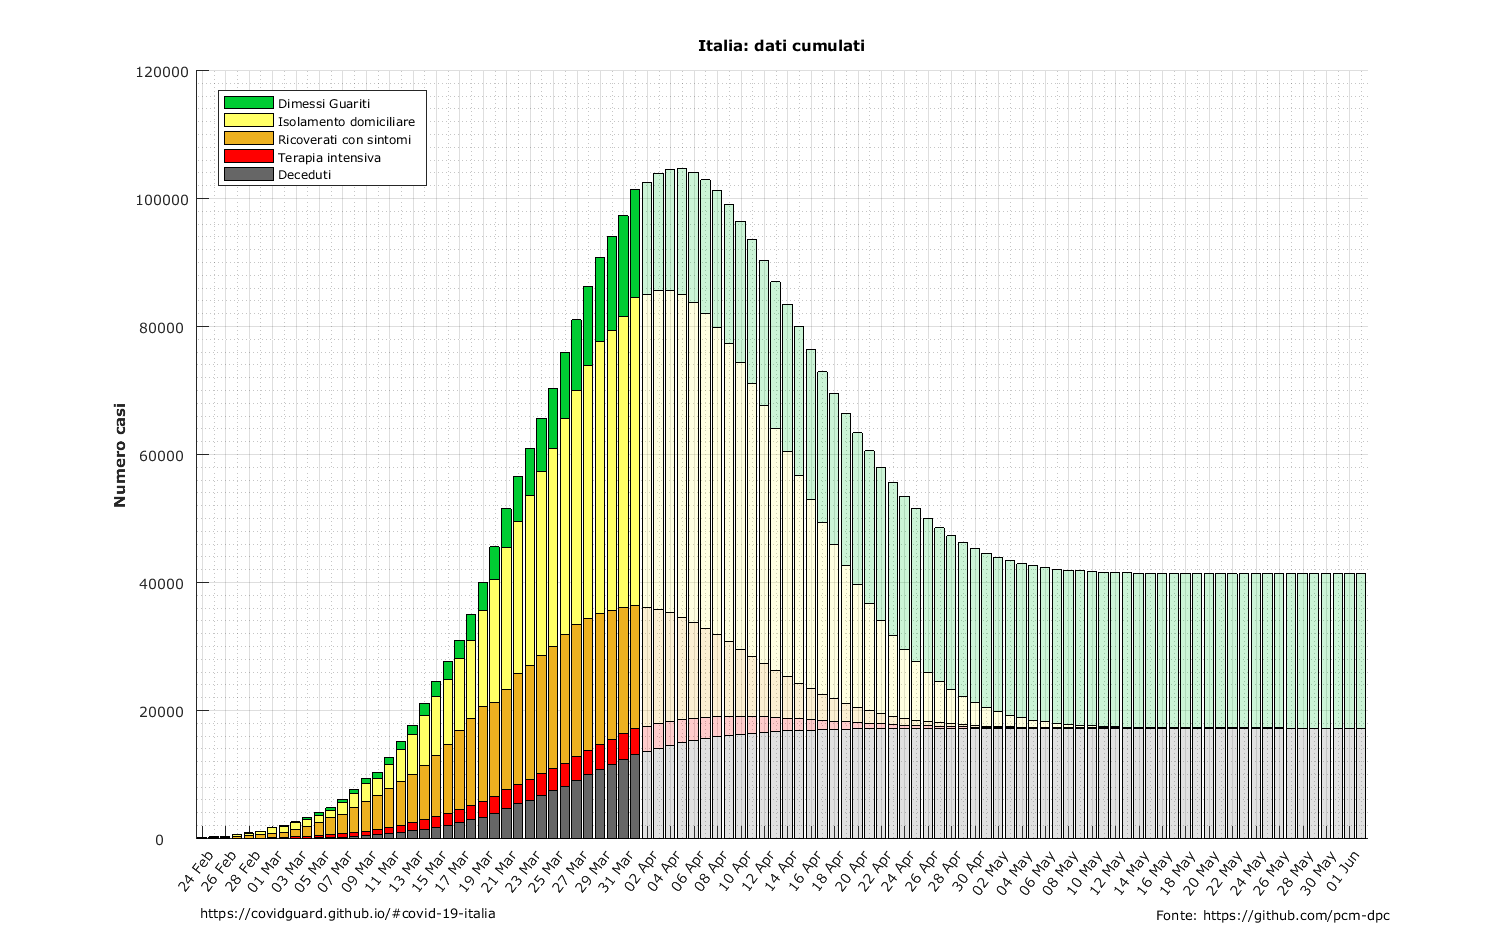 Italia: dati cumulati
120000
100000
80000
60000
40000
20000
0
Numero casi
Dimessi Guariti
Isolamento domiciliare
Ricoverati con sintomi
Terapia intensiva
Deceduti
24 Feb
26 Feb
28 Feb
01 Mar
03 Mar
05 Mar
07 Mar
09 Mar
11 Mar
13 Mar
15 Mar
17 Mar
19 Mar
21 Mar
23 Mar
25 Mar
27 Mar
29 Mar
31 Mar
02 Apr
04 Apr
06 Apr
08 Apr
10 Apr
12 Apr
14 Apr
16 Apr
18 Apr
20 Apr
22 Apr
24 Apr
26 Apr
28 Apr
30 Apr
02 May
04 May
06 May
08 May
10 May
12 May
14 May
16 May
18 May
20 May
22 May
24 May
26 May
28 May
30 May
01 Jun
https://covidguard.github.io/#covid-19-italia
Fonte: https://github.com/pcm-dpc